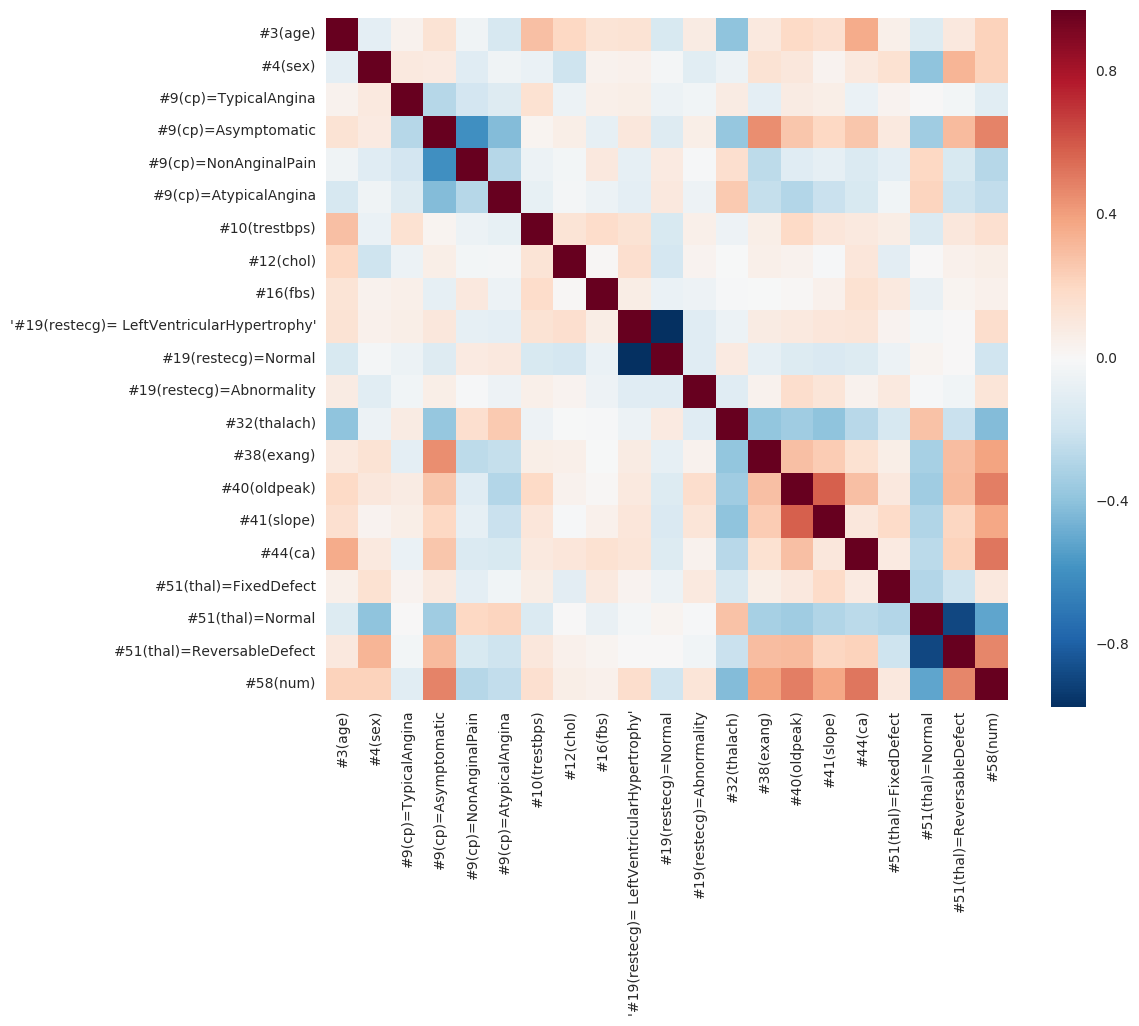 #3(age)
#4(sex)
#9(cp)=TypicalAngina
#9(cp)=Asymptomatic
#9(cp)=NonAnginalPain
#9(cp)=AtypicalAngina
#10(trestbps)
#12(chol)
#16(fbs)
'#19(restecg)= LeftVentricularHypertrophy'
#19(restecg)=Normal
#19(restecg)=Abnormality
#32(thalach)
#38(exang)
#40(oldpeak)
#41(slope)
#44(ca)
#51(thal)=FixedDefect
#51(thal)=Normal
#51(thal)=ReversableDefect
#58(num)
#3(age)
#4(sex)
#9(cp)=TypicalAngina
#9(cp)=Asymptomatic
#9(cp)=NonAnginalPain
#9(cp)=AtypicalAngina
#10(trestbps)
#12(chol)
#16(fbs)
'#19(restecg)= LeftVentricularHypertrophy'
#19(restecg)=Normal
#19(restecg)=Abnormality
#32(thalach)
#38(exang)
#40(oldpeak)
#41(slope)
#44(ca)
#51(thal)=FixedDefect
#51(thal)=Normal
#51(thal)=ReversableDefect
#58(num)
0.8
0.4
0.0
−0.4
−0.8